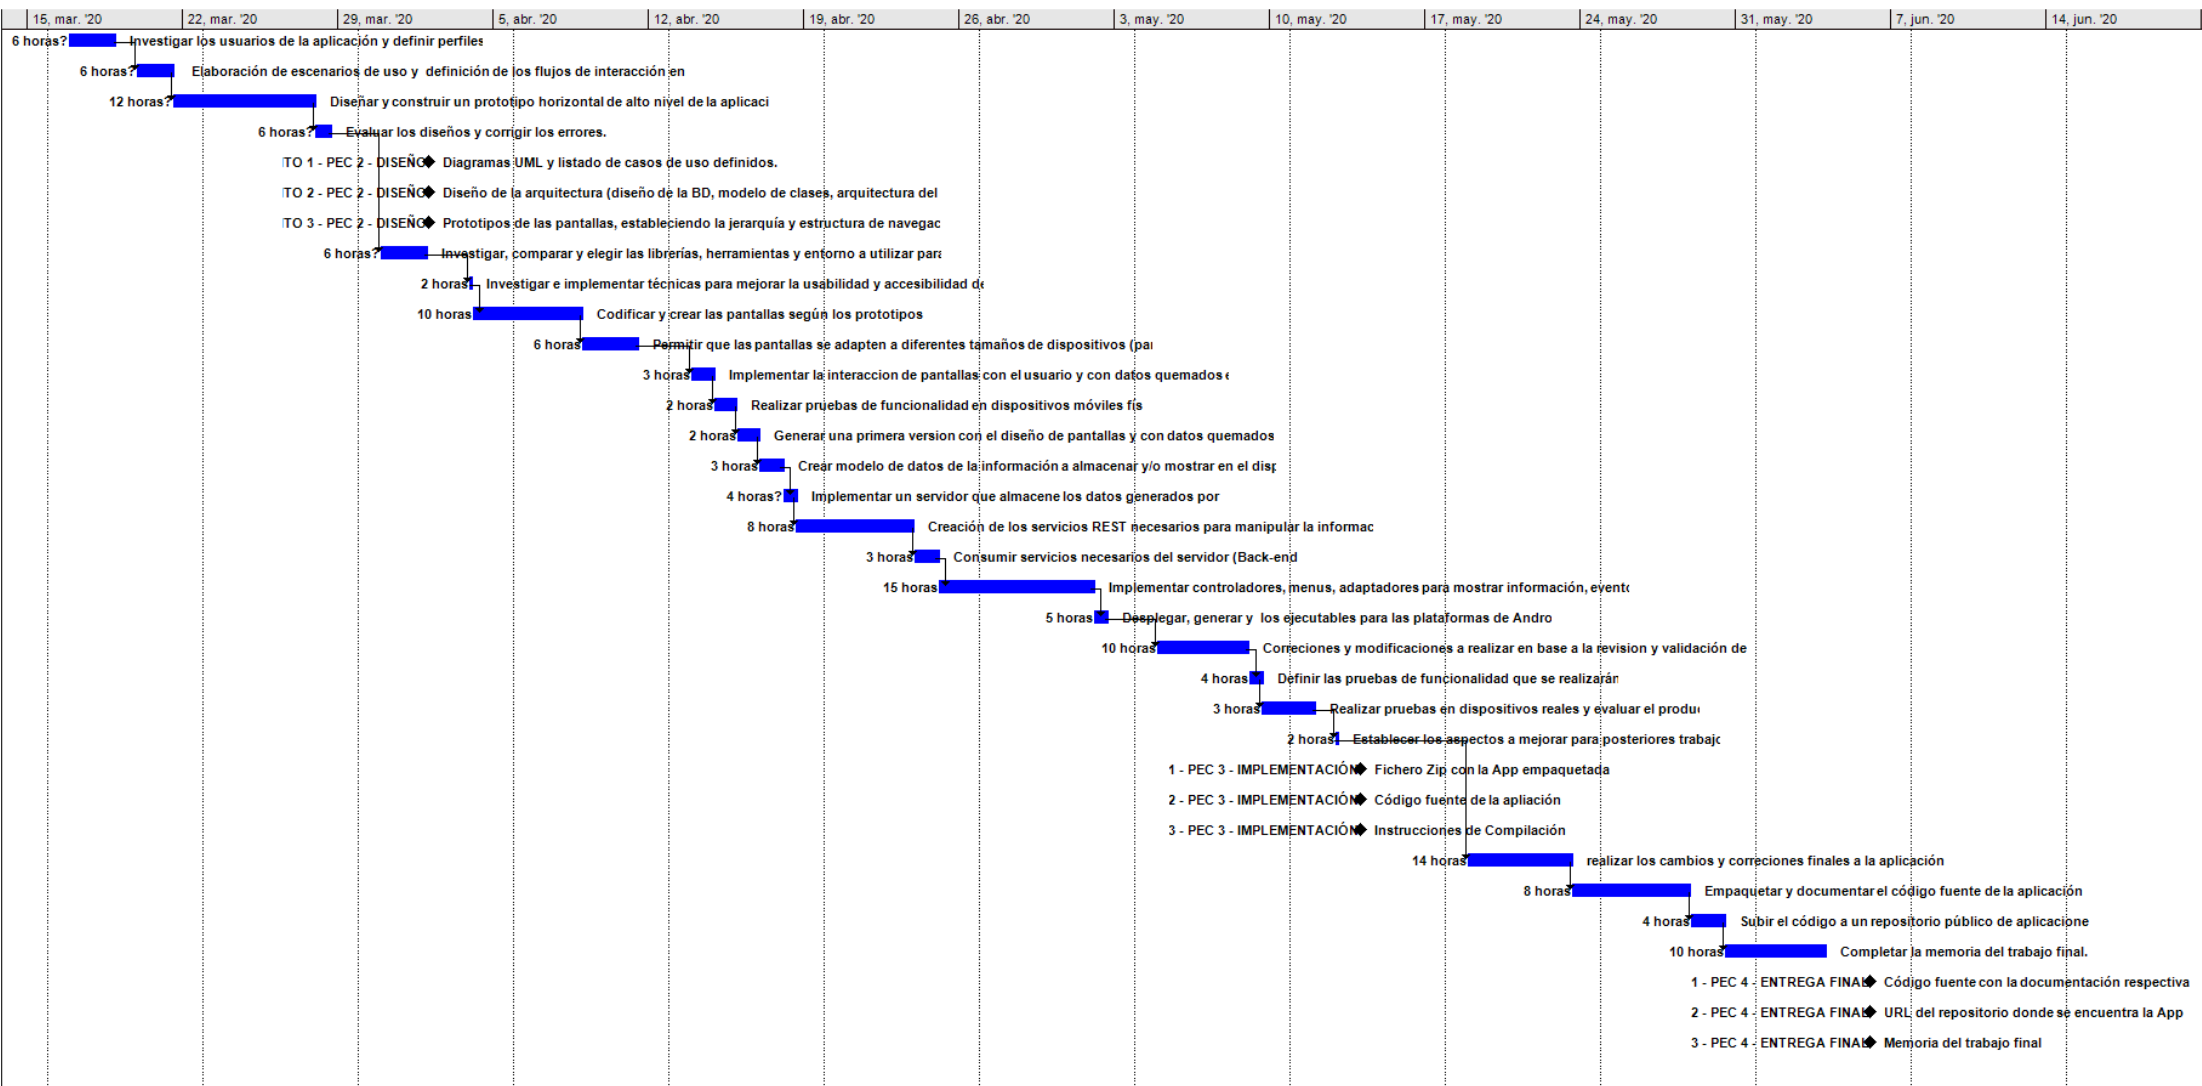 15, mar. '20 22, mar. '20 29, mar. '20 5, abr. '20 12, abr. '20 19, abr. '20 26, abr. '20 3, may. '20 10, may. '20 17, may. '20 24, may. '20 31, may. '20 7, jun. '20 14, jun. '20
6 horas? Investigar los usuarios de la aplicación y definir perfiles
6 horas? Elaboración de escenarios de uso y definición de los flujos de interacción en
12 horas? Diseñar y construir un prototipo horizontal de alto nivel de la aplicaci
6 horas? Evaluar los diseños y corrigir los errores.
ITO 1 - PEC 2 - DISEÑO Diagramas UML y listado de casos de uso definidos.
ITO 2 - PEC 2 - DISEÑO Diseño de la arquitectura (diseño de la BD, modelo de clases, arquitectura del
ITO 3 - PEC 2 - DISEÑO Prototipos de las pantallas, estableciendo la jerarquía y estructura de navegac
6 horas? Investigar, comparar y elegir las librerías, herramientas y entorno a utilizar para
2 horas Investigar e implementar técnicas para mejorar la usabilidad y accesibilidad de
10 horas Codificar y crear las pantallas según los prototipos
6 horas Permitir que las pantallas se adapten a diferentes tamaños de dispositivos (par
3 horas Implementar la interaccion de pantallas con el usuario y con datos quemados e
2 horas Realizar pruebas de funcionalidad en dispositivos móviles fís
2 horas Generar una primera version con el diseño de pantallas y con datos quemados
3 horas Crear modelo de datos de la información a almacenar y/o mostrar en el disp
4 horas? Implementar un servidor que almacene los datos generados por
8 horas Creación de los servicios REST necesarios para manipular la informac
3 horas Consumir servicios necesarios del servidor (Back-end
15 horas Implementar controladores, menus, adaptadores para mostrar información, evento
5 horas Desplegar, generar y los ejecutables para las plataformas de Andro
10 horas Correciones y modificaciones a realizar en base a la revision y validación de
4 horas Definir las pruebas de funcionalidad que se realizarán
3 horas Realizar pruebas en dispositivos reales y evaluar el produc
2 horas Establecer los aspectos a mejorar para posteriores trabajo
1 - PEC 3 - IMPLEMENTACIÓN Fichero Zip con la App empaquetada
2 - PEC 3 - IMPLEMENTACIÓN Código fuente de la apliación
3 - PEC 3 - IMPLEMENTACIÓN Instrucciones de Compilación
14 horas realizar los cambios y correciones finales a la aplicación
8 horas Empaquetar y documentar el código fuente de la aplicación
4 horas Subir el código a un repositorio público de aplicacione
10 horas Completar la memoria del trabajo final.
1 - PEC 4 - ENTREGA FINAL Código fuente con la documentación respectiva
2 - PEC 4 - ENTREGA FINAL URL del repositorio donde se encuentra la App
3 - PEC 4 - ENTREGA FINAL Memoria del trabajo final